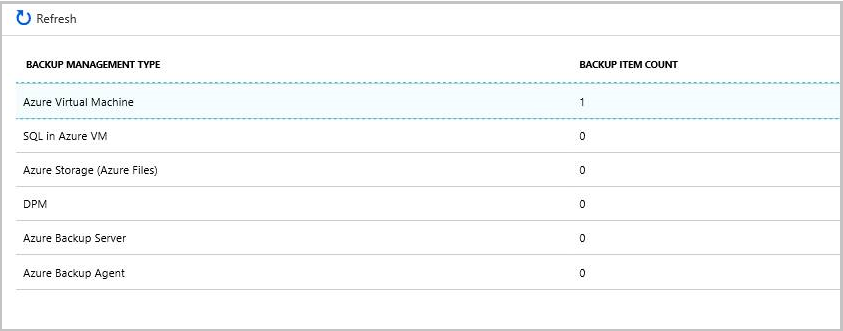 Refresh
BACKUP MANAGEMENT TYPE BACKUP ITEM COUNT
Azure Virtual Machine 1
SQL in Azure VM 0
Azure Storage (Azure Files) 0
DPM 0
Azure Backup Server 0
Azure Backup Agent 0